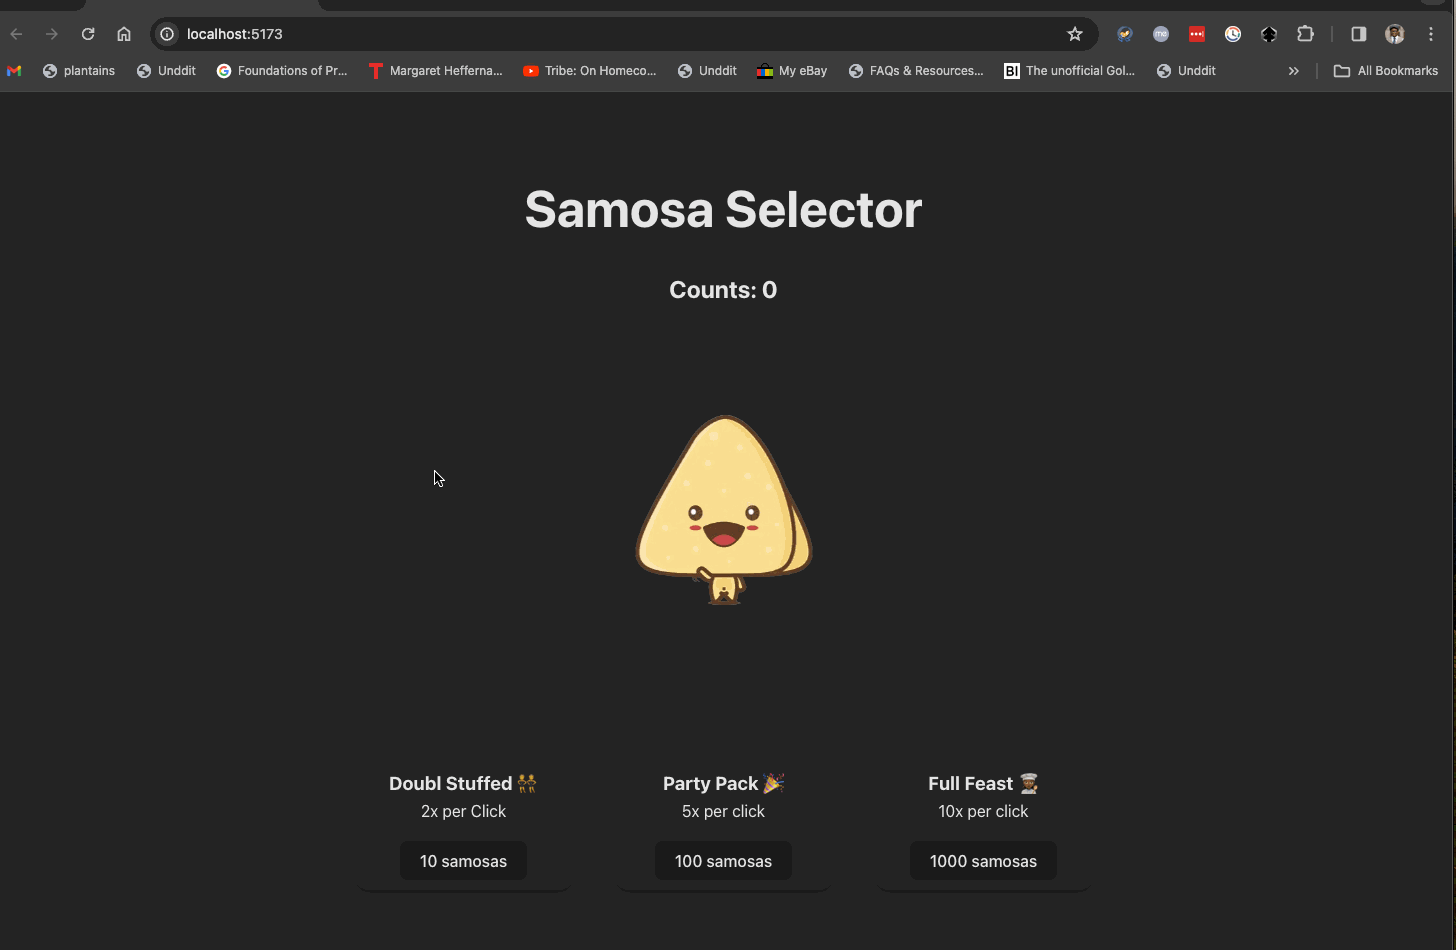 localhost:5173
plantains
Unddit
Foundations of Pr...
Margaret Hefferna...
Tribe: On Homeco...
Unddit
My eBay
FAQs & Resources...
BI The unofficial Gol...
Unddit
All Bookmarks
Samosa Selector
Counts: 0
Doubl Stuffed 👯
2x per Click
10 samosas
Party Pack 🎉
5x per click
100 samosas
Full Feast 👨🏾‍🍳
10x per click
1000 samosas